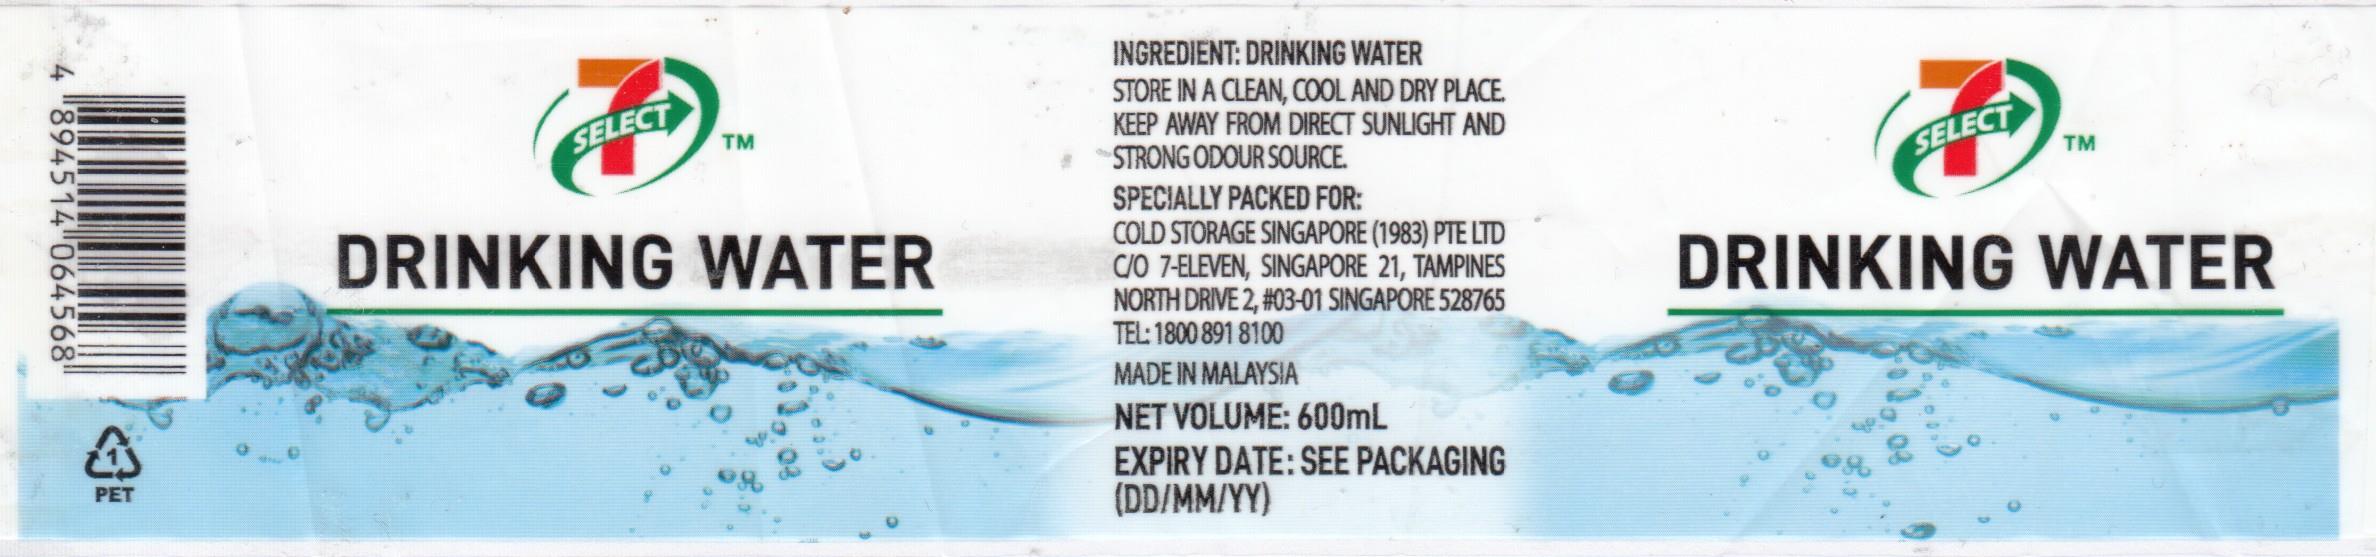 4 894514 064568
1
PET
7
SELECT
TM
DRINKING WATER
INGREDIENT: DRINKING WATER
STORE IN A CLEAN, COOL AND DRY PLACE.
KEEP AWAY FROM DIRECT SUNLIGHT AND
STRONG ODOUR SOURCE.
SPECIALLY PACKED FOR:
COLD STORAGE SINGAPORE (1983) PTE LTD
C/O 7-ELEVEN, SINGAPORE 21, TAMPINES
NORTH DRIVE 2, #03-01 SINGAPORE 528765
TEL: 1800 891 8100
MADE IN MALAYSIA
NET VOLUME: 600mL
EXPIRY DATE: SEE PACKAGING
(DD/MM/YY)
7
SELECT
TM
DRINKING WATER